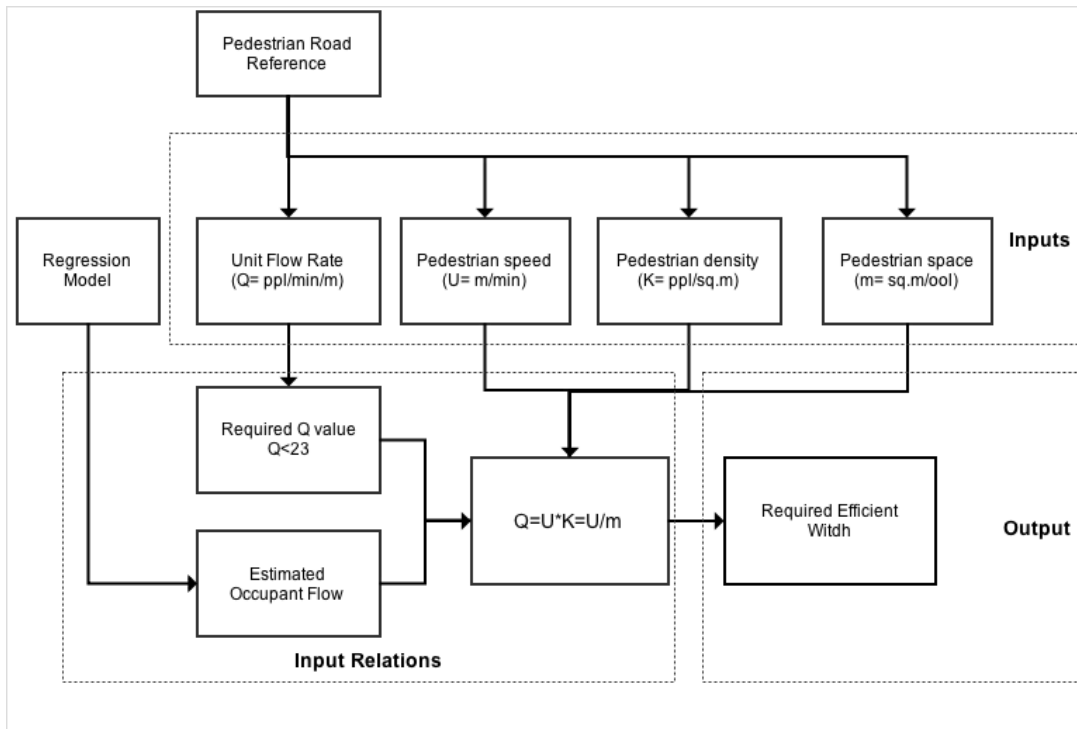 Pedestrian Road
Reference
Inputs
Regression
Model
Unit Flow Rate
(Q= ppl/min/m)
Pedestrian speed
(U= m/min)
Pedestrian density
(K= ppl/sq.m)
Pedestrian space
(m= sq.m/ool)
Required Q value
Q<23
Estimated
Occupant Flow
Q=U*K=U/m
Required Efficient
Witdh
Output
Input Relations